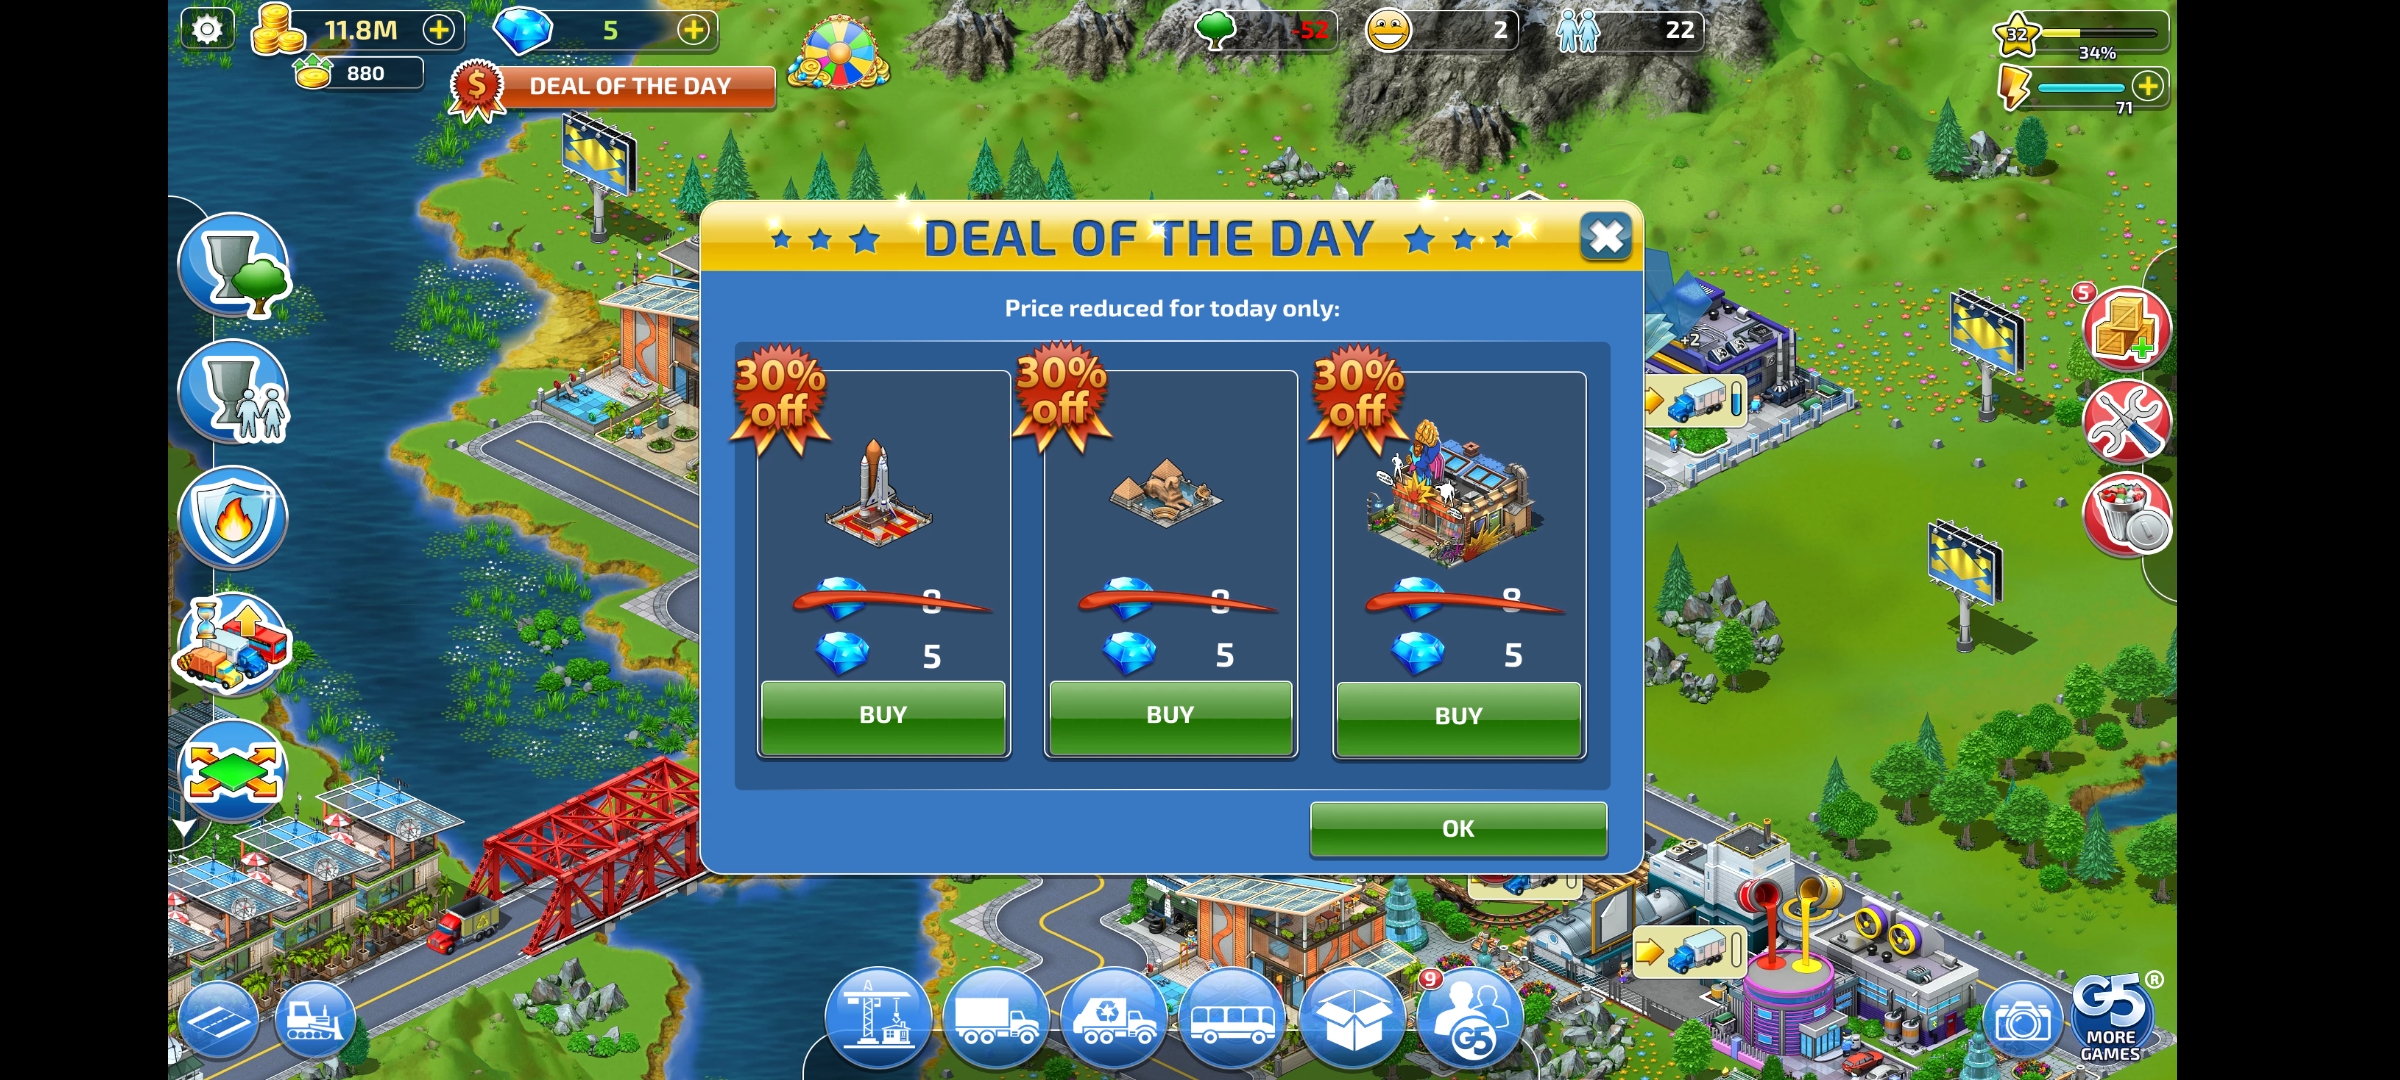 11.8M
5
-52
2
22
32
34%
880
DEAL OF THE DAY
71
DEAL OF THE DAY
Price reduced for today only:
5
+2
30%
off
30%
off
30%
off
8
8
8
5
5
5
BUY
BUY
BUY
OK
9
G5
G5®
MORE
GAMES